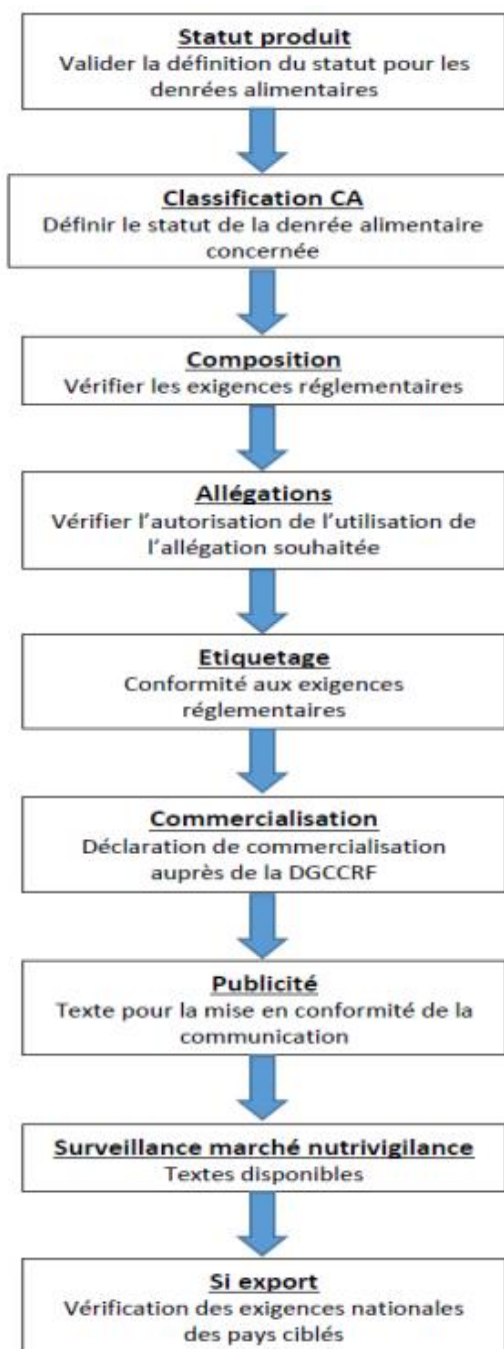 Statut produit
Valider la définition du statut pour les
denrées alimentaires
Classification CA
Définir le statut de la denrée alimentaire
concernée
Composition
Vérifier les exigences réglementaires
Allégations
Vérifier l’autorisation de l’utilisation de
l’allégation souhaitée
Etiquetage
Conformité aux exigences
réglementaires
Commercialisation
Déclaration de commercialisation
auprès de la DGCCRF
Publicité
Texte pour la mise en conformité de la
communication
Surveillance marché nutrivigilance
Textes disponibles
Si export
Vérification des exigences nationales
des pays ciblés